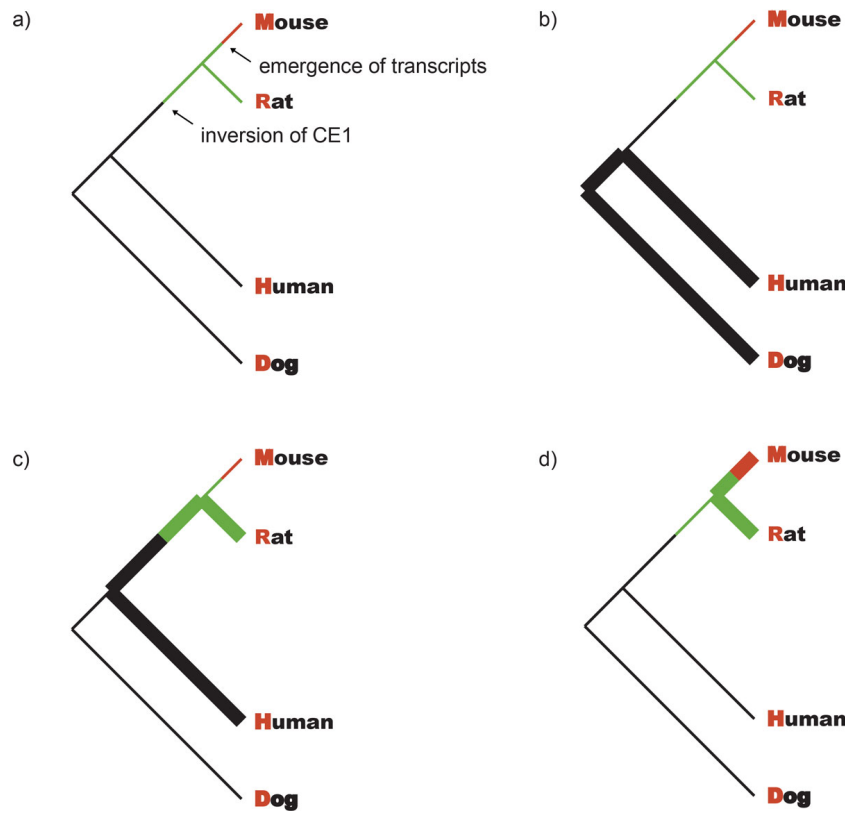 a)
Mouse
emergence of transcripts
Rat
inversion of CE1
Human
Dog
b)
Mouse
Rat
Human
Dog
c)
Mouse
Rat
Human
Dog
d)
Mouse
Rat
Human
Dog